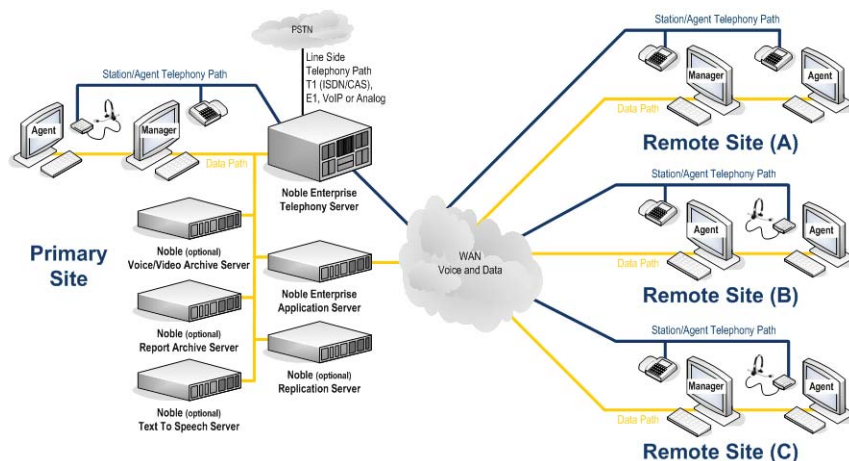 PSTN
Line Side
Telephony Path
T1 (ISDN/CAS),
E1, VoIP or Analog
Station/Agent Telephony Path
Agent
Manager
Data Path
Noble Enterprise
Telephony Server
Primary
Site
Noble (optional)
Voice/Video Archive Server
Noble Enterprise
Application Server
Noble (optional)
Report Archive Server
Noble (optional)
Replication Server
Noble (optional)
Text To Speech Server
WAN
Voice and Data
Station/Agent Telephony Path
Manager
Agent
Data Path
Remote Site (A)
Station/Agent Telephony Path
Agent
Agent
Data Path
Remote Site (B)
Station/Agent Telephony Path
Manager
Agent
Data Path
Remote Site (C)